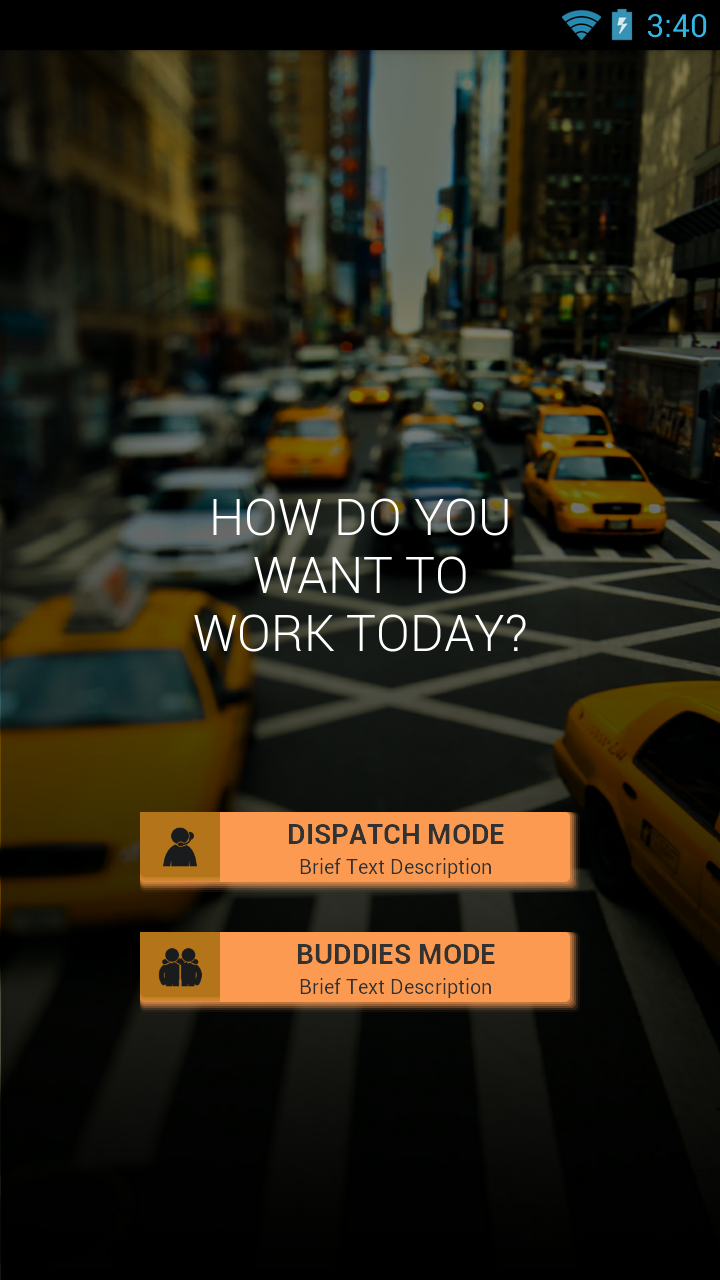 3:40
HOW DO YOU
WANT TO
WORK TODAY?
DISPATCH MODE
Brief Text Description
BUDDIES MODE
Brief Text Description